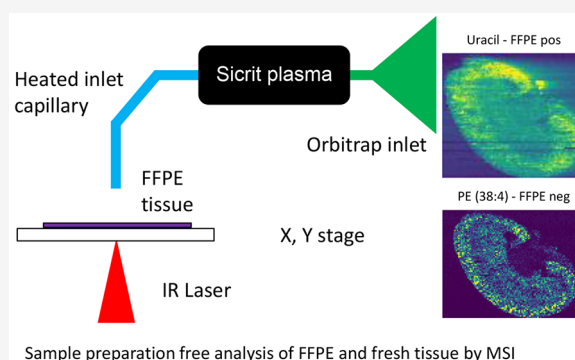 Uracil - FFPE pos
Sicrit plasma
Heated inlet
capillary
Orbitrap inlet
FFPE
tissue
PE (38:4) - FFPE neg
X, Y stage
IR Laser
Sample preparation free analysis of FFPE and fresh tissue by MSI